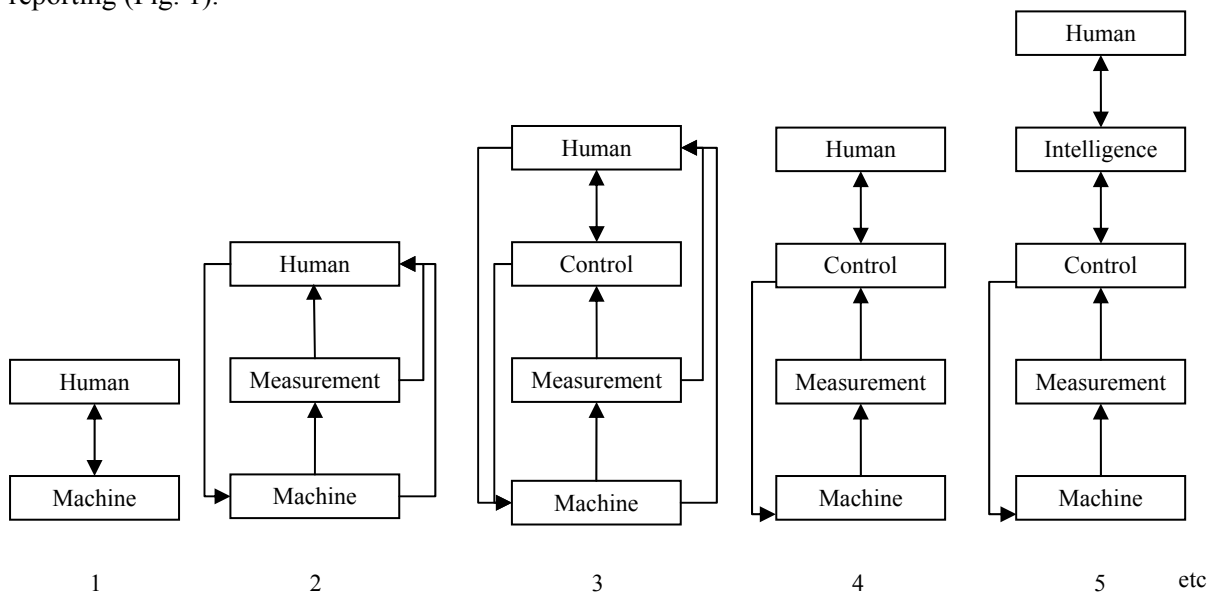 reporting (Fig. 1).
Human
Human
Human
Intelligence
Human
Control
Control
Control
Human
Measurement
Measurement
Measurement
Measurement
Machine
Machine
Machine
Machine
Machine
1
2
3
4
5
etc